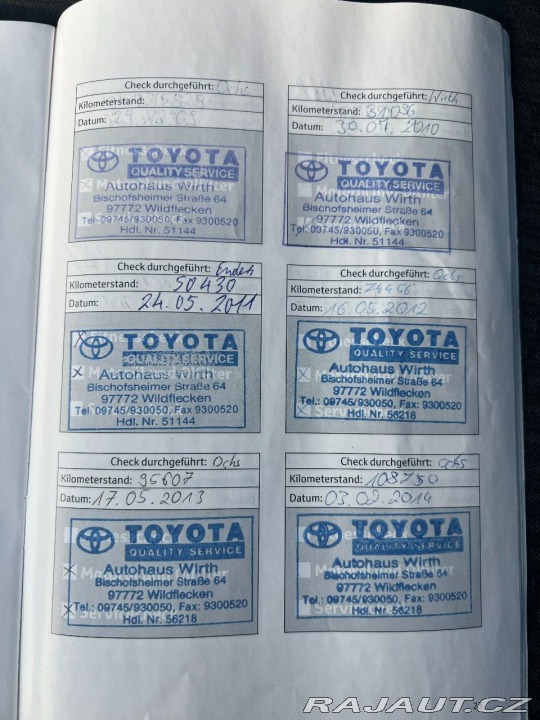 Check durchgeführt: Ochs
Kilometerstand:
Datum:
TOYOTA
QUALITY SERVICE
Autohaus Wirth
Bischofsheimer Straße 64
97772 Wildflecken
Tel.: 09745/930050, Fax 9300520
Hdl. Nr. 51144
Check durchgeführt: Wirth
Kilometerstand:
Datum: 30.04.2010
TOYOTA
QUALITY SERVICE
Autohaus Wirth
Bischofsheimer Straße 64
97772 Wildflecken
Tel.: 09745/930050, Fax 9300520
Hdl. Nr. 51144
Check durchgeführt: Enders
Kilometerstand: 50430
Datum: 24.05.2011
TOYOTA
QUALITY SERVICE
Autohaus Wirth
Bischofsheimer Straße 64
97772 Wildflecken
Tel.: 09745/930050, Fax 9300520
Hdl. Nr. 51144
Check durchgeführt: Ochs
Kilometerstand: 74466
Datum: 16.05.2012
TOYOTA
QUALITY SERVICE
Autohaus Wirth
Bischofsheimer Straße 64
97772 Wildflecken
Tel.: 09745/930050, Fax: 9300520
Hdl. Nr. 56218
Check durchgeführt: Ochs
Kilometerstand: 95607
Datum: 17.05.2013
TOYOTA
QUALITY SERVICE
Autohaus Wirth
Bischofsheimer Straße 64
97772 Wildflecken
Tel.: 09745/930050, Fax: 9300520
Hdl. Nr. 56218
Check durchgeführt: Ochs
Kilometerstand: 108750
Datum: 03.02.2014
TOYOTA
QUALITY SERVICE
Autohaus Wirth
Bischofsheimer Straße 64
97772 Wildflecken
Tel.: 09745/930050, Fax: 9300520
Hdl. Nr. 56218
RAJAUT.CZ